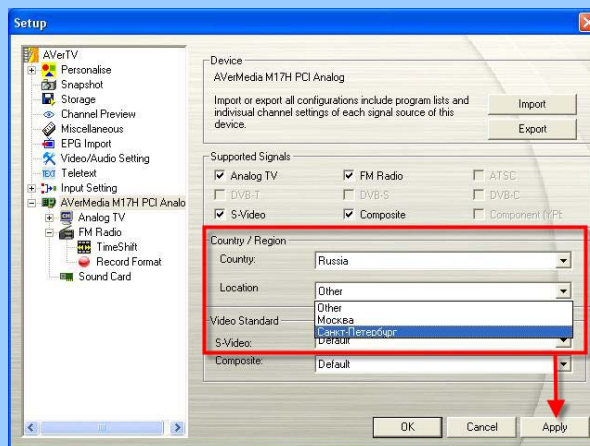 Setup
AVerTV
Personalise
Snapshot
Storage
Channel Preview
Miscellaneous
EPG Import
Video/Audio Setting
TEXT Teletext
Input Setting
AVerMedia M17H PCI Analo
Analog TV
FM Radio
TimeShift
Record Format
Sound Card
Device
AVerMedia M17H PCI Analog
Import or export all configurations include program lists and
indivisual channel settings of each signal source of this
device.
Import
Export
Supported Signals
Analog TV FM Radio ATSC
DVB-T DVB-S DVB-C
S-Video Composite Component (YPb
Country / Region
Country: Russia
Location Other
Other
Москва
Санкт-Петербург
Video Standard
S-Video: Default
Composite: Default
OK Cancel Apply